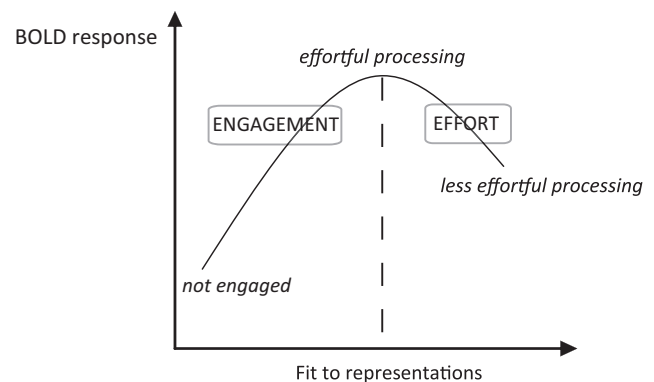 BOLD response
effortful processing
ENGAGEMENT
EFFORT
less effortful processing
not engaged
Fit to representations